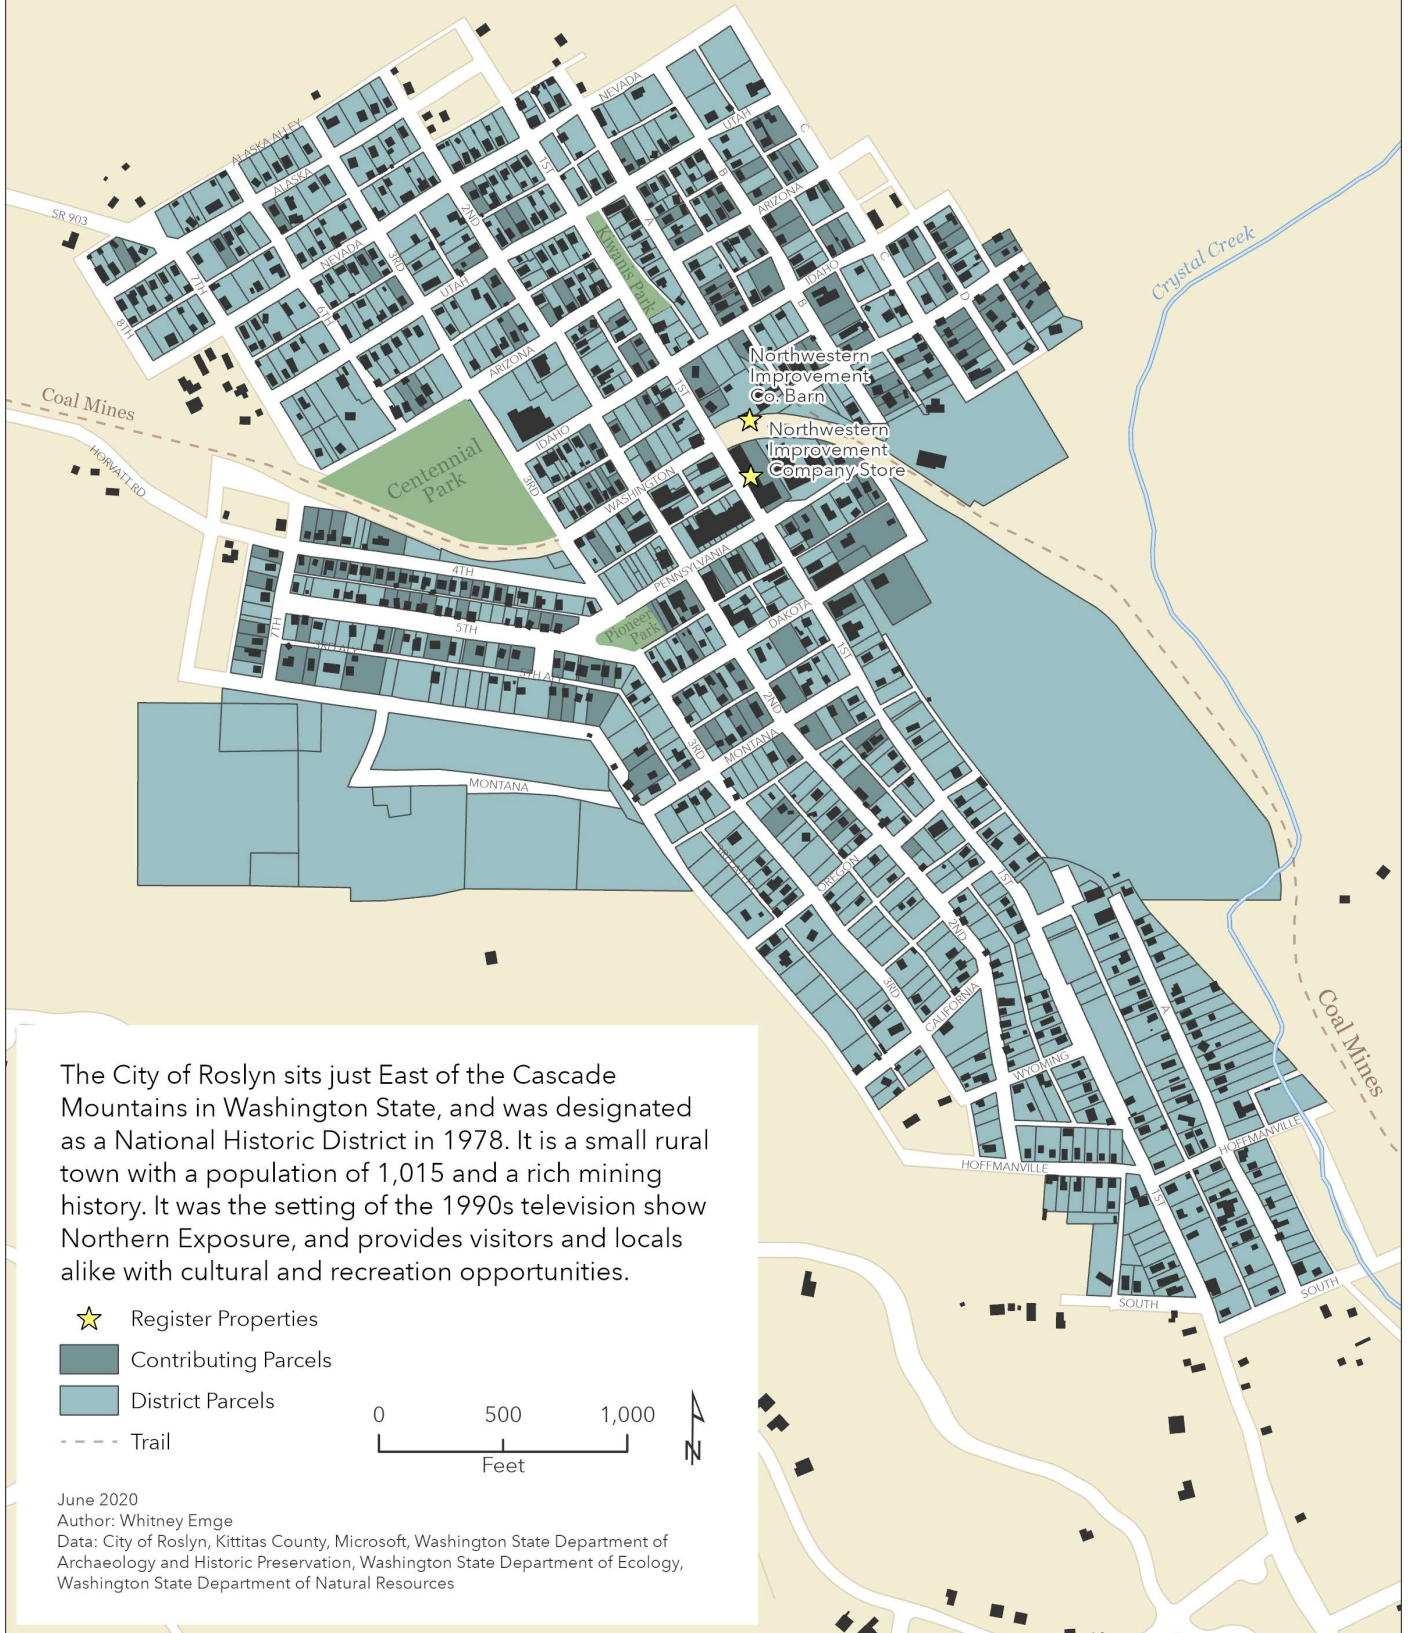 NEVADA
UTAH
C
ALASKA ALLEY
1ST
B
ALASKA
ARIZONA
SR 903
2ND
A
Kiwanis Park
NEVADA
3RD
C
Crystal Creek
7TH
UTAH
IDAHO
D
8TH
6TH
B
ARIZONA
Northwestern
Improvement
Co. Barn
1ST
Coal Mines
Northwestern
Improvement
Company Store
IDAHO
HORVATT RD
Centennial
Park
3RD
WASHINGTON
PENNSYLVANIA
4TH
DAKOTA
Pioneer
Park
7TH
5TH
1ST
5TH ALY
2ND
3RD
MONTANA
MONTANA
OREGON
1ST
2ND
3RD
CALIFORNIA
A
Coal Mines
WYOMING
HOFFMANVILLE
HOFFMANVILLE
1ST
SOUTH
SOUTH
The City of Roslyn sits just East of the Cascade
Mountains in Washington State, and was designated
as a National Historic District in 1978. It is a small rural
town with a population of 1,015 and a rich mining
history. It was the setting of the 1990s television show
Northern Exposure, and provides visitors and locals
alike with cultural and recreation opportunities.
Register Properties
Contributing Parcels
District Parcels
Trail
0 500 1,000
Feet
N
June 2020
Author: Whitney Emge
Data: City of Roslyn, Kittitas County, Microsoft, Washington State Department of
Archaeology and Historic Preservation, Washington State Department of Ecology,
Washington State Department of Natural Resources